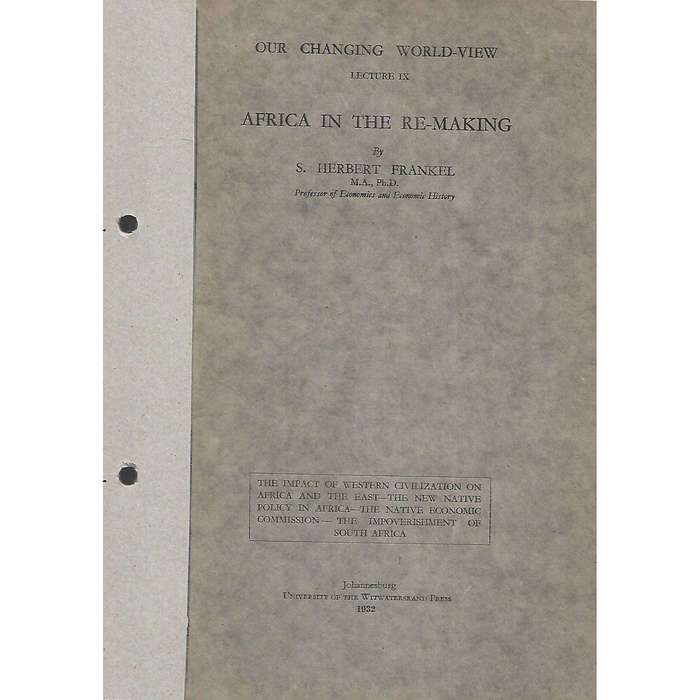 OUR CHANGING WORLD-VIEW
LECTURE IX
AFRICA IN THE RE-MAKING
By
S. HERBERT FRANKEL
M.A., Ph.D.
Professor of Economics and Economic History
THE IMPACT OF WESTERN CIVILIZATION ON
AFRICA AND THE EAST—THE NEW NATIVE
POLICY IN AFRICA—THE NATIVE ECONOMIC
COMMISSION — THE IMPOVERISHMENT OF
SOUTH AFRICA
Johannesburg
UNIVERSITY OF THE WITWATERSRAND PRESS
1932